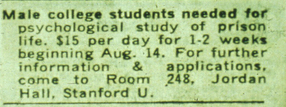 Male college students needed for
psychological study of prison
life. $15 per day for 1-2 weeks
beginning Aug. 14. For further
information & applications,
come to Room 248, Jordan
Hall, Stanford U.